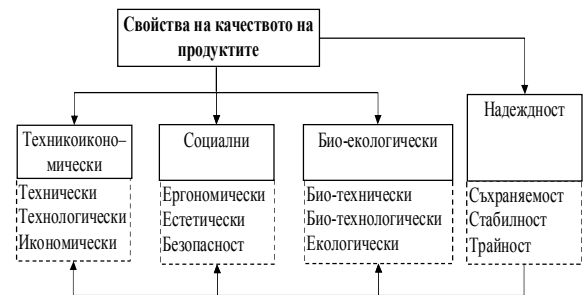 Свойства на качеството на
продуктите
Техникоикономически–
мически
Технически
Технологически
Икономически
Социални
Ергономически
Естетически
Безопасност
Био-екологически
Био-технически
Био-технологически
Екологически
Надеждност
Съхраняемост
Стабилност
Трайност